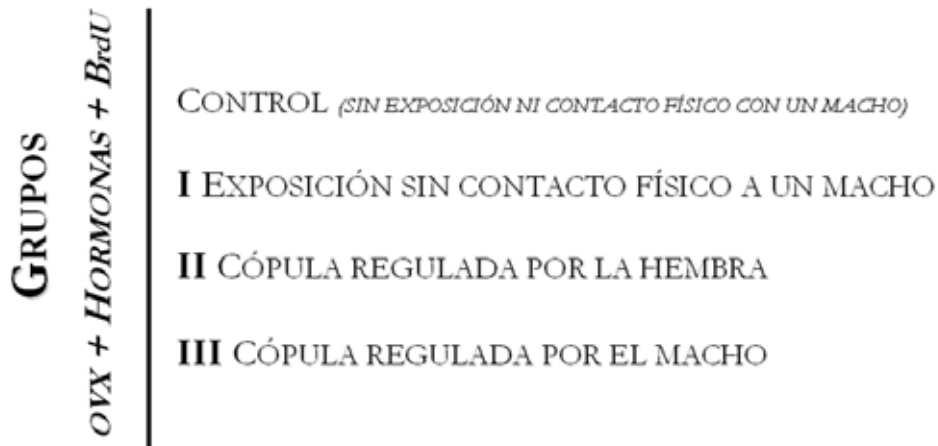 GRUPOS
OVX + HORMONAS + BrdU
CONTROL (SIN EXPOSICIÓN NI CONTACTO FÍSICO CON UN MACHO)
I EXPOSICIÓN SIN CONTACTO FÍSICO A UN MACHO
II CÓPULA REGULADA POR LA HEMBRA
III CÓPULA REGULADA POR EL MACHO